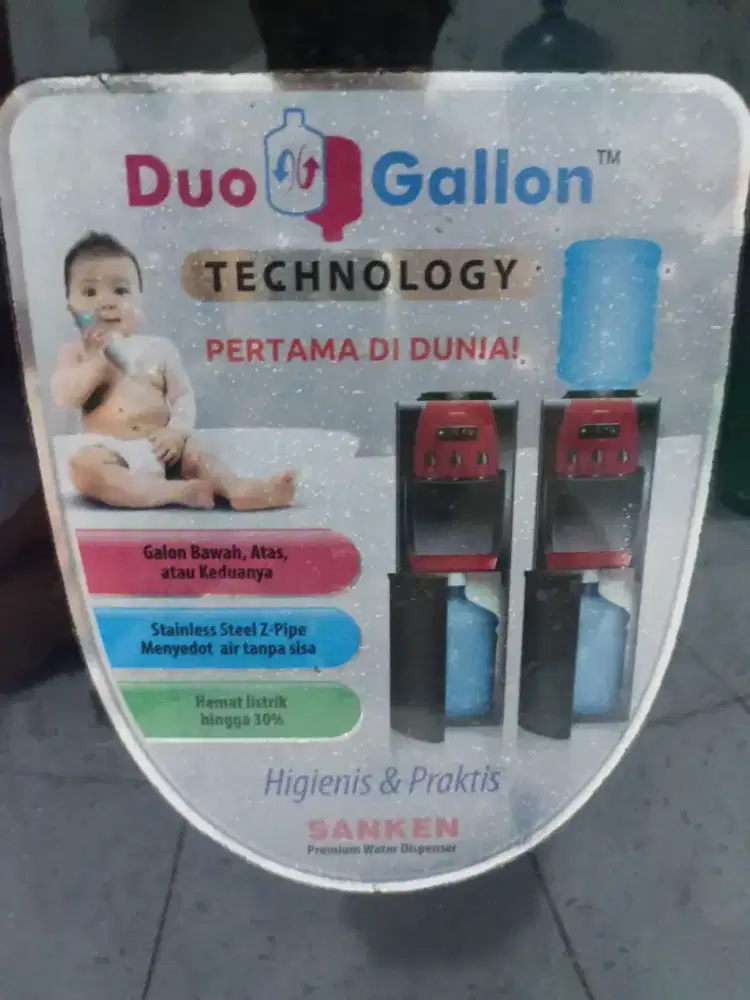 Duo Gallon™
TECHNOLOGY
PERTAMA DI DUNIA!
Galon Bawah, Atas,
atau Keduanya
Stainless Steel Z-Pipe
Menyedot air tanpa sisa
Hemat listrik
hingga 30%
Higienis & Praktis
SANKEN
Premium Water Dispenser